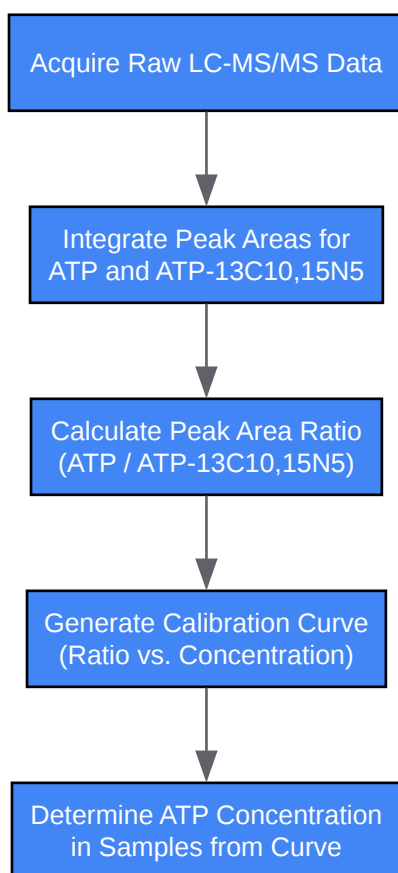 Acquire Raw LC-MS/MS Data
Integrate Peak Areas for
ATP and ATP-13C10,15N5
Calculate Peak Area Ratio
(ATP / ATP-13C10,15N5)
Generate Calibration Curve
(Ratio vs. Concentration)
Determine ATP Concentration
in Samples from Curve